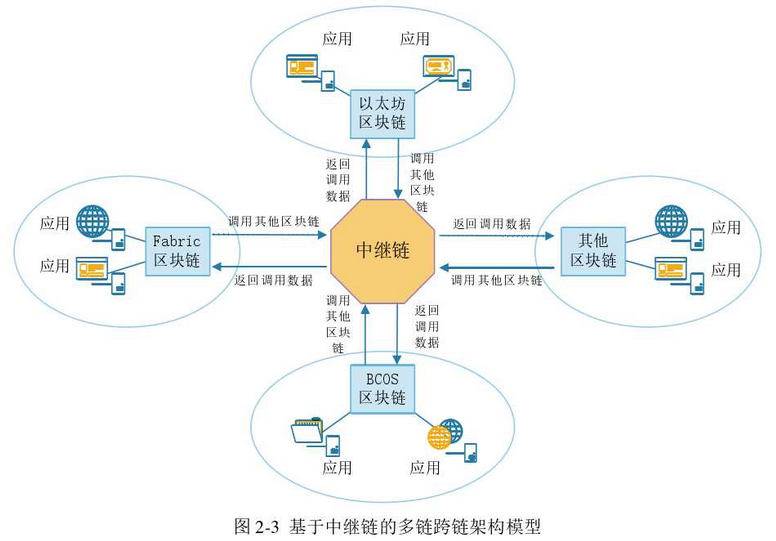 应用
应用
以太坊
区块链
返回
调用
数据
调用
其他
区块
链
应用
Fabric
区块链
应用
调用其他区块链
返回调用数据
中继链
返回调用数据
调用其他区块链
其他
区块链
应用
应用
调用
其他
区块
链
返回
调用
数据
BCOS
区块链
应用
应用
图 2-3 基于中继链的多链跨链架构模型